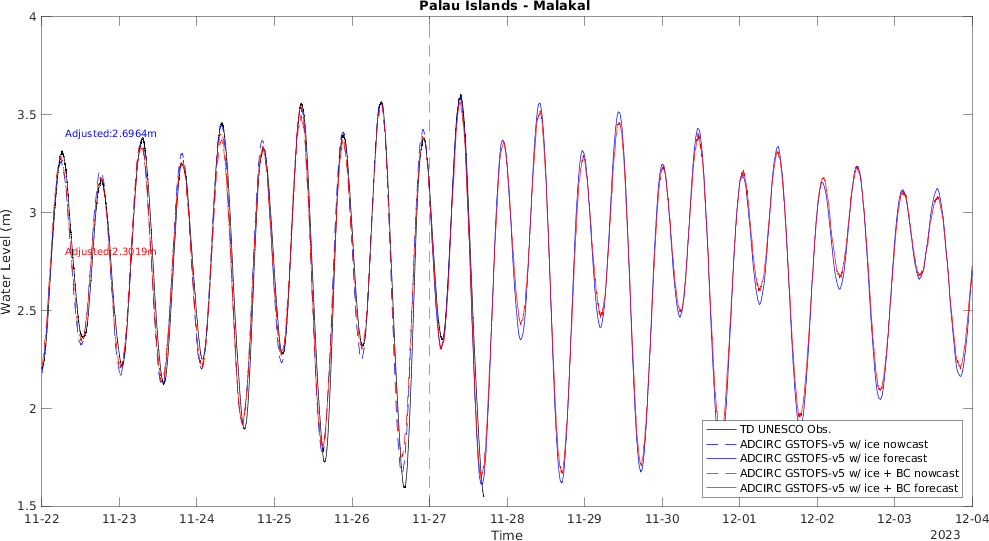 Palau Islands - Malakal
4
3.5
3
2.5
2
1.5
Water Level (m)
Adjusted:2.6964m
Adjusted:2.3019m
TD UNESCO Obs.
ADCIRC GSTOFS-v5 w/ ice nowcast
ADCIRC GSTOFS-v5 w/ ice forecast
ADCIRC GSTOFS-v5 w/ ice + BC nowcast
ADCIRC GSTOFS-v5 w/ ice + BC forecast
11-22 11-23 11-24 11-25 11-26 11-27 11-28 11-29 11-30 12-01 12-02 12-03 12-04
Time
2023